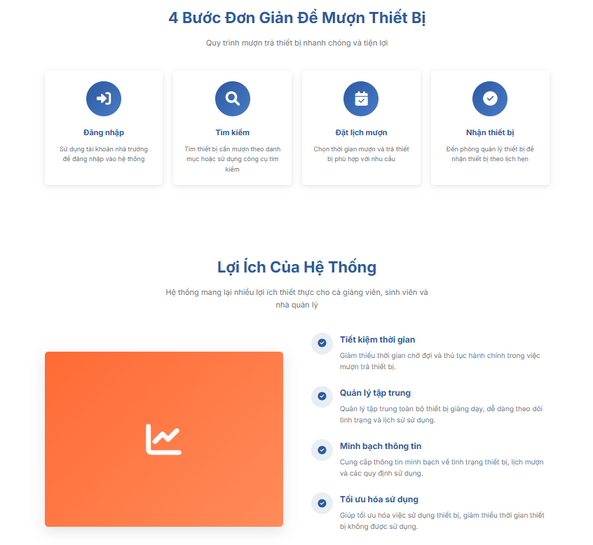 4 Bước Đơn Giản Để Mượn Thiết Bị
Quy trình mượn trả thiết bị nhanh chóng và tiện lợi
Đăng nhập
Sử dụng tài khoản nhà trường
để đăng nhập vào hệ thống
Tìm kiếm
Tìm thiết bị cần mượn theo danh
mục hoặc sử dụng công cụ tìm
kiếm
Đặt lịch mượn
Chọn thời gian mượn và trả thiết
bị phù hợp với nhu cầu
Nhận thiết bị
Đến phòng quản lý thiết bị để
nhận thiết bị theo lịch hẹn
Lợi Ích Của Hệ Thống
Hệ thống mang lại nhiều lợi ích thiết thực cho cả giảng viên, sinh viên và
nhà quản lý
Tiết kiệm thời gian
Giảm thiểu thời gian chờ đợi và thủ tục hành chính trong việc
mượn trả thiết bị.
Quản lý tập trung
Quản lý tập trung toàn bộ thiết bị giảng dạy, dễ dàng theo dõi
tình trạng và lịch sử sử dụng.
Minh bạch thông tin
Cung cấp thông tin minh bạch về tình trạng thiết bị, lịch mượn
và các quy định sử dụng.
Tối ưu hóa sử dụng
Giúp tối ưu hóa việc sử dụng thiết bị, giảm thiểu thời gian thiết
bị không được sử dụng.